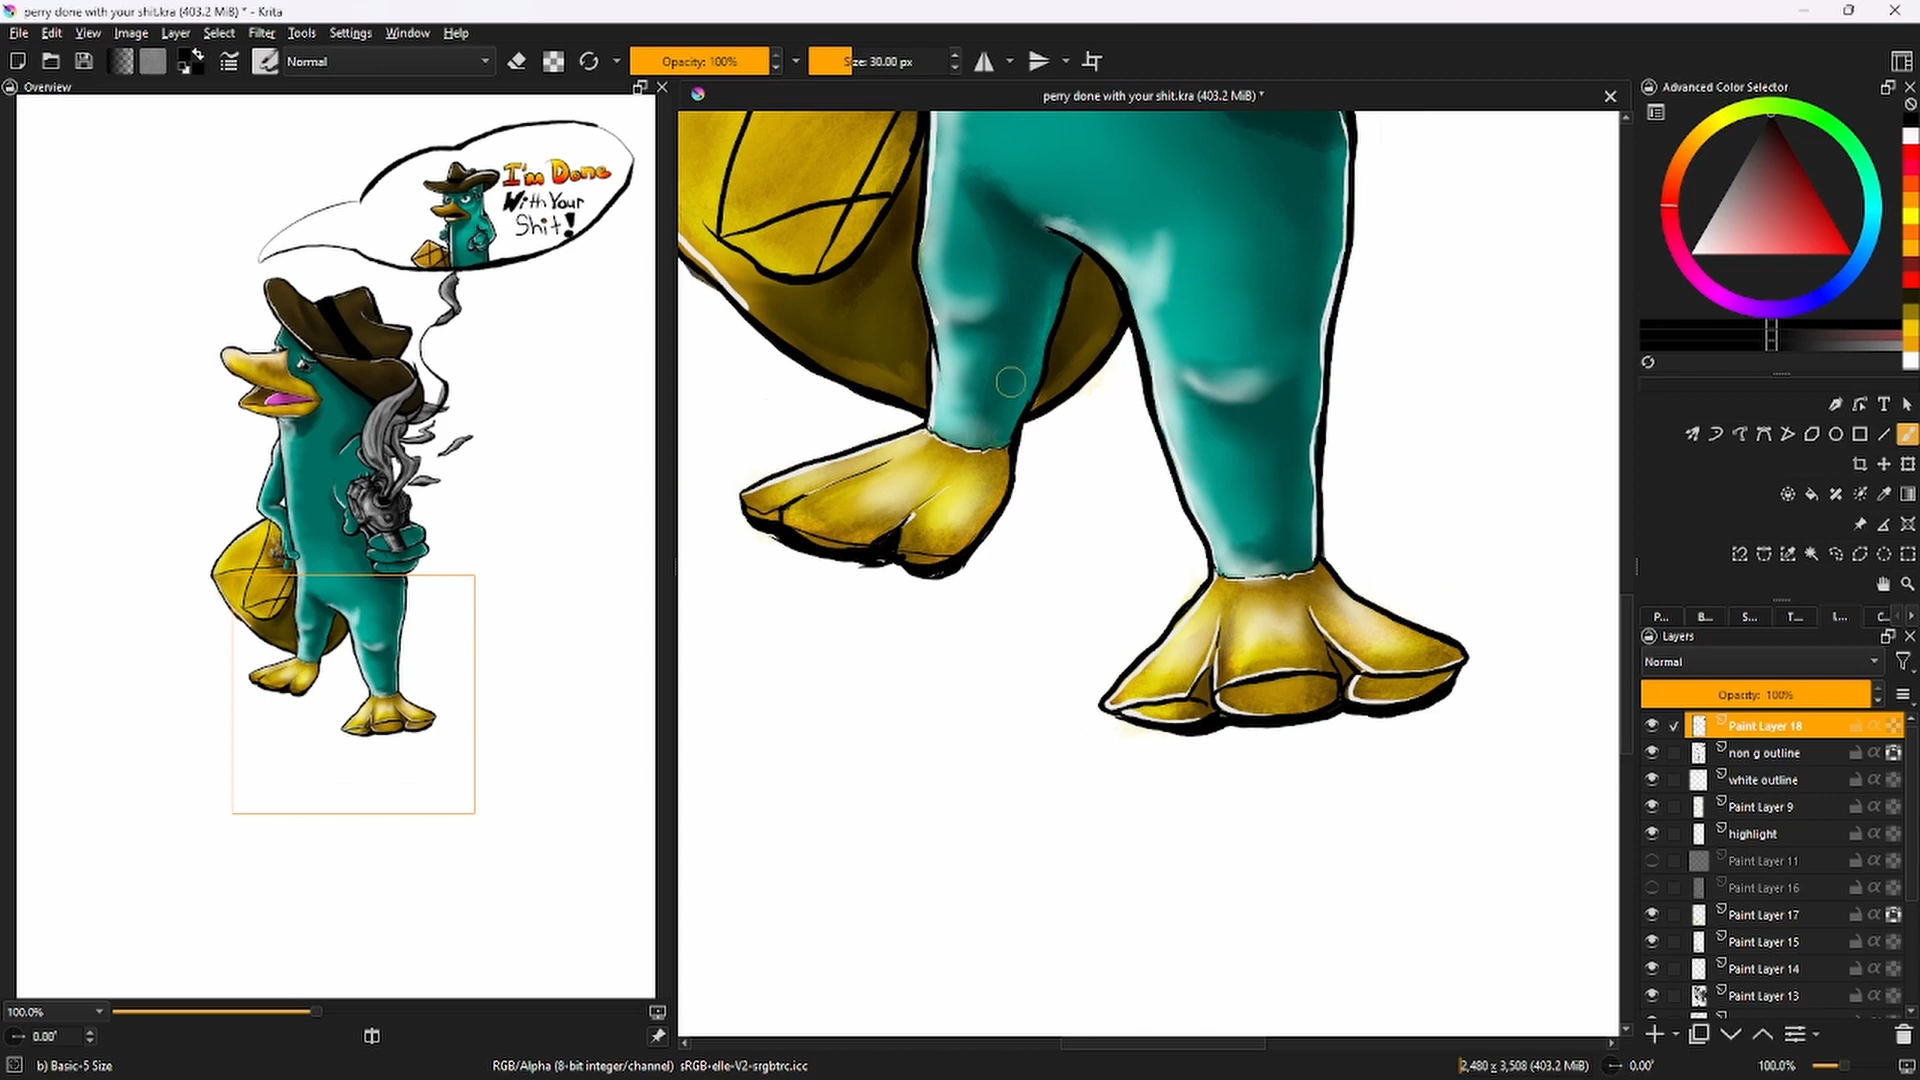 perry done with your shit.kra (403.2 MiB) * - Krita
File Edit View Image Layer Select Filter Tools Settings Window Help
Normal
Opacity: 100%
Size: 30.00 px
Overview
perry done with your shit.kra (403.2 MiB) *
Advanced Color Selector
I'm Done
With Your
Shit!
P... B... S... T... L... C...
Layers
Normal
Opacity: 100%
Paint Layer 18
non g outline
white outline
Paint Layer 9
highlight
Paint Layer 11
Paint Layer 16
Paint Layer 17
Paint Layer 15
Paint Layer 14
Paint Layer 13
100.0%
0.00°
b) Basic-5 Size
RGB/Alpha (8-bit integer/channel) sRGB-elle-V2-srgbtrc.icc
2,480 x 3,508 (403.2 MiB)
0.00°
100.0%